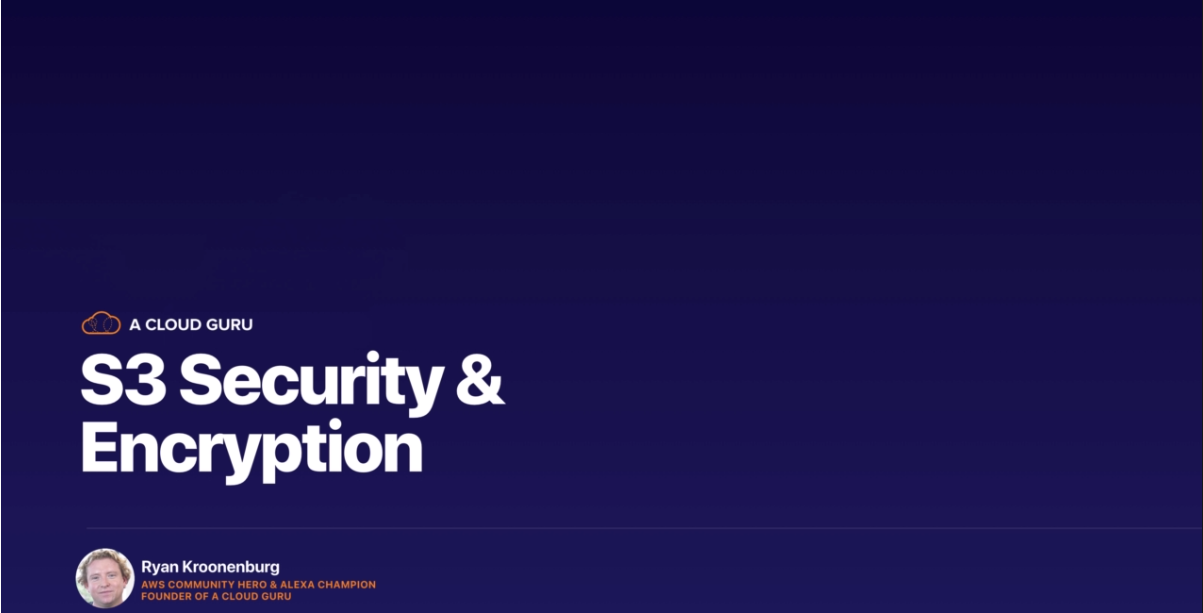 A CLOUD GURU
S3 Security &
Encryption
Ryan Kroonenburg
AWS COMMUNITY HERO & ALEXA CHAMPION
FOUNDER OF A CLOUD GURU